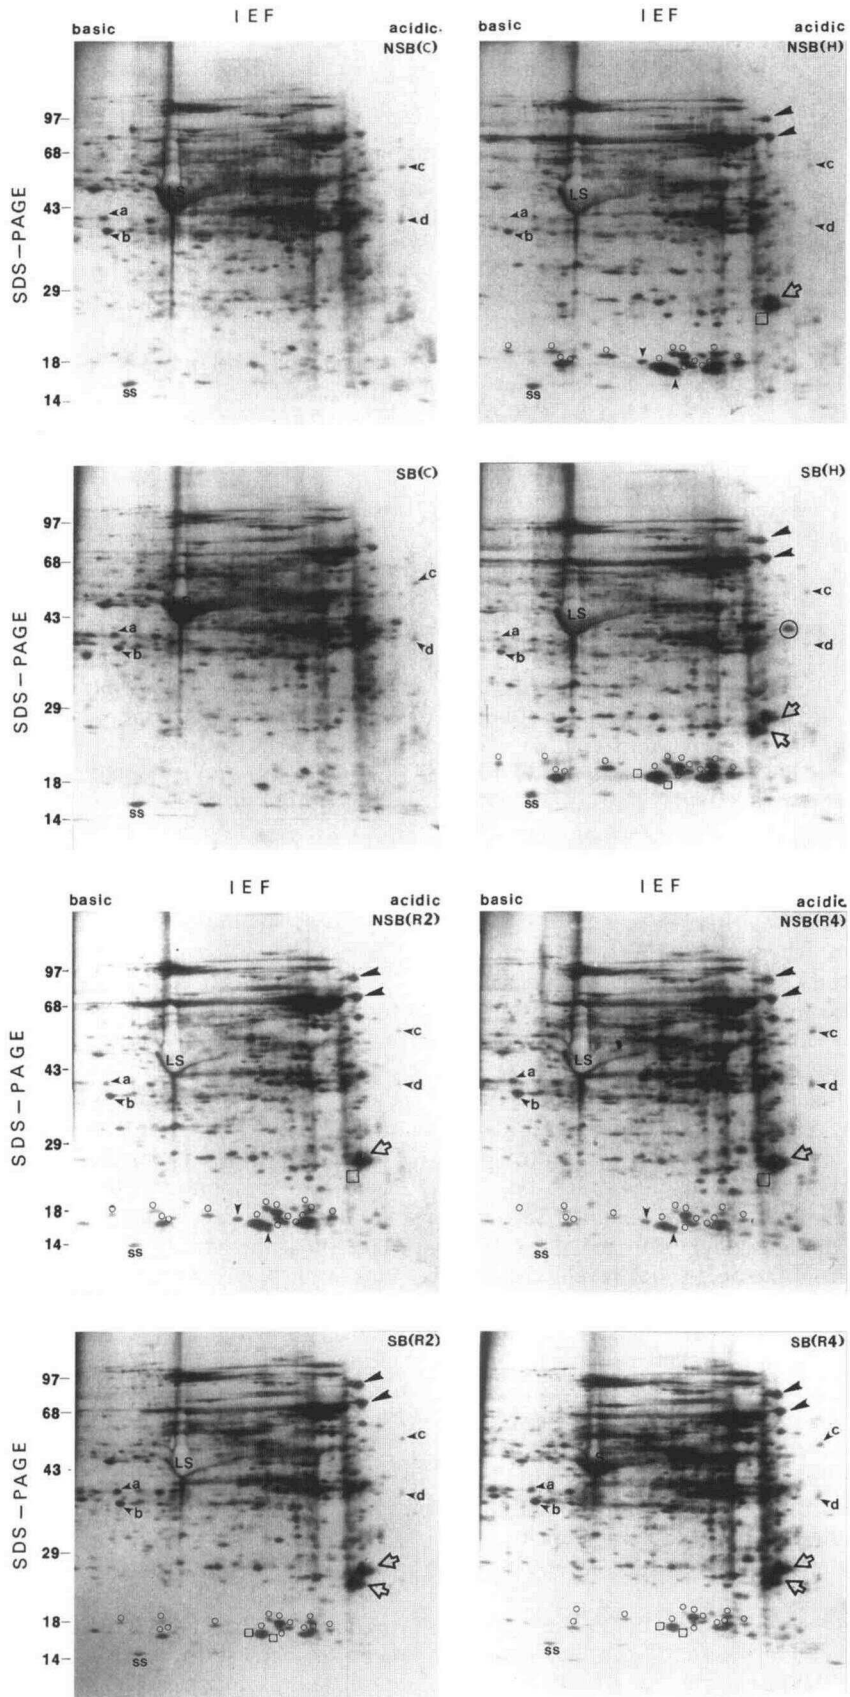 IEF IEF
basic acidic. basic acidic
NSB(C) NSB(H)
97
68
c c
43
a a
d d
b b
LS LS
29
18
14
ss ss
SDS-PAGE
SB(C) SB(H)
97
68
c c
43
a a
d d
b b
LS
29
18
14
ss ss
SDS-PAGE
IEF IEF
basic acidic basic acidic.
NSB(R2) NSB(R4)
97
68
c c
LS LS
43
a a
d d
b b
29
18
14
ss ss
SDS-PAGE
SB(R2) SB(R4)
97
68
c c
LS
43
a a
d d
b b
29
18
14
ss ss
SDS-PAGE